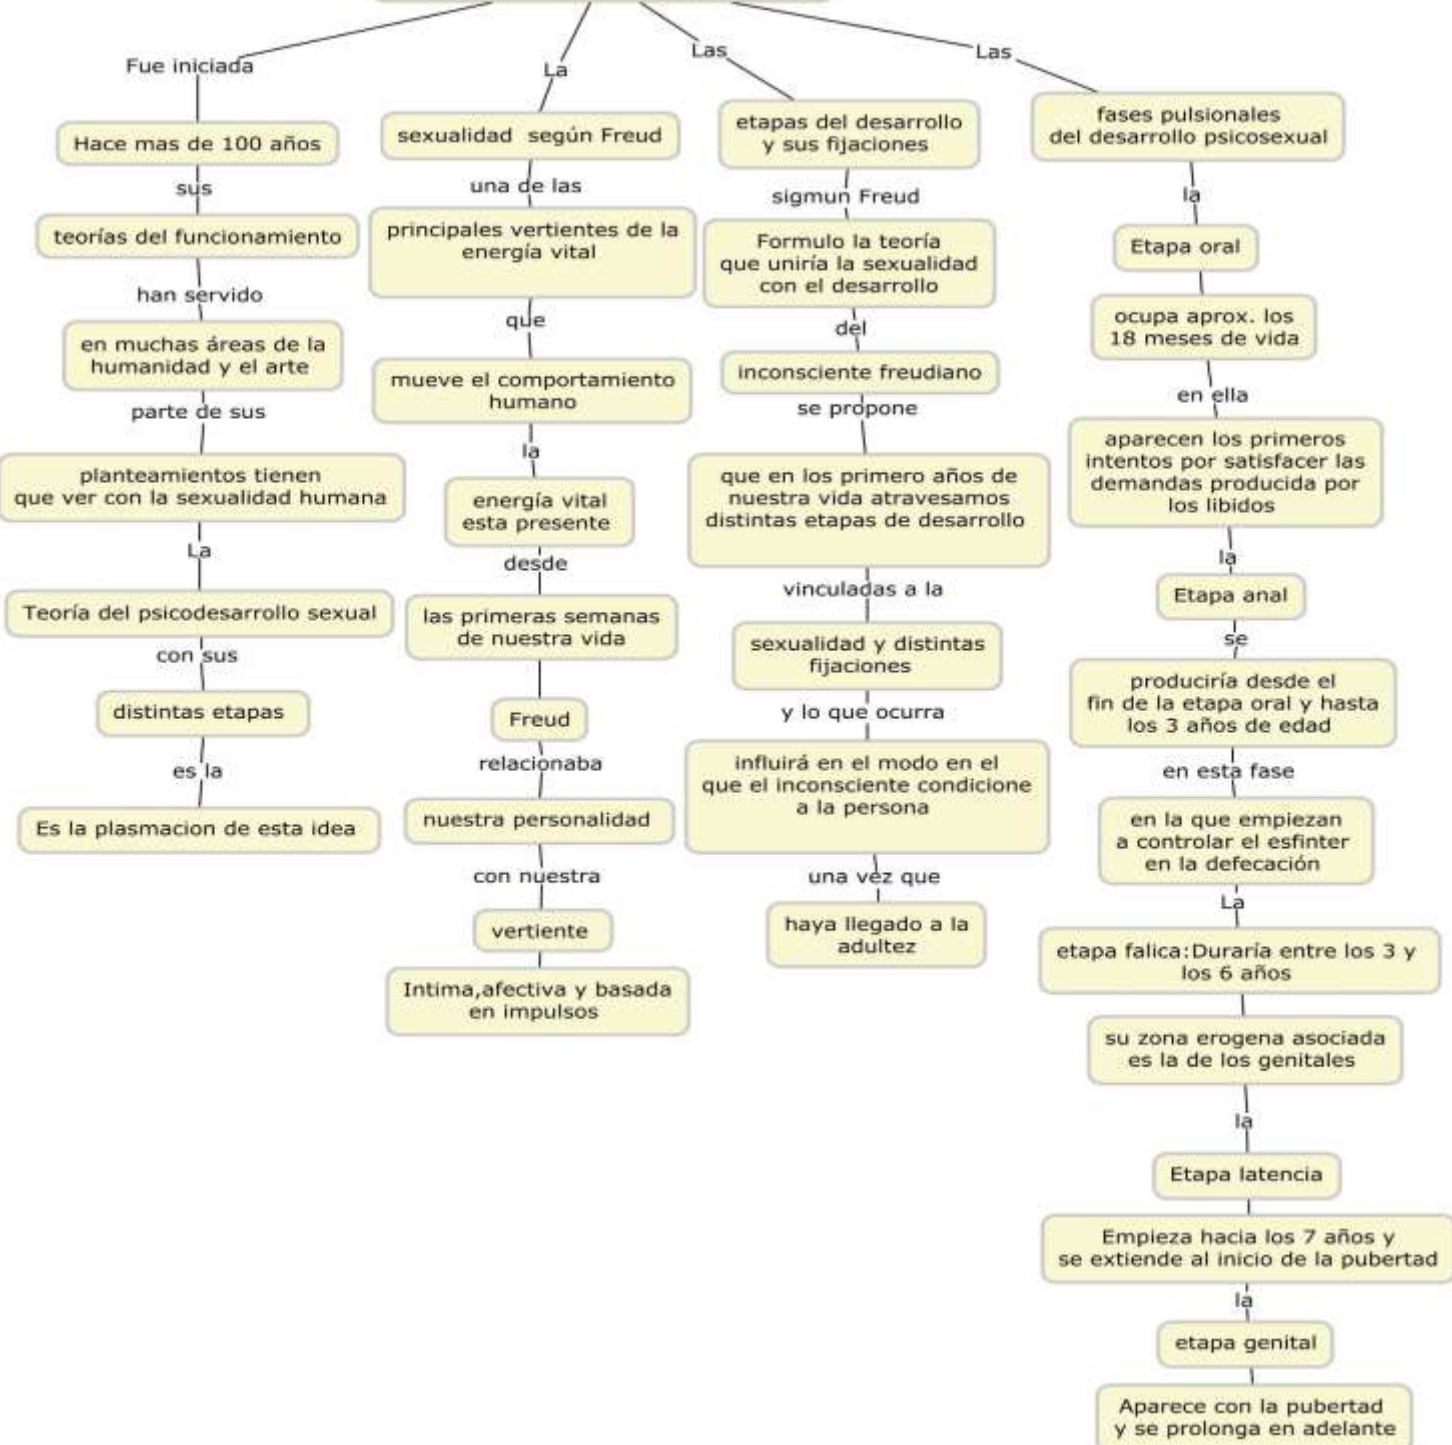 Fue iniciada
Hace mas de 100 años
sus
teorías del funcionamiento
han servido
en muchas áreas de la
humanidad y el arte
parte de sus
planteamientos tienen
que ver con la sexualidad humana
La
Teoría del psicodesarrollo sexual
con sus
distintas etapas
es la
Es la plasmacion de esta idea
La
sexualidad según Freud
una de las
principales vertientes de la
energía vital
que
mueve el comportamiento
humano
la
energía vital
esta presente
desde
las primeras semanas
de nuestra vida
Freud
relacionaba
nuestra personalidad
con nuestra
vertiente
Intima,afectiva y basada
en impulsos
Las
etapas del desarrollo
y sus fijaciones
sigmun Freud
Formulo la teoría
que uniría la sexualidad
con el desarrollo
del
inconsciente freudiano
se propone
que en los primero años de
nuestra vida atravesamos
distintas etapas de desarrollo
vinculadas a la
sexualidad y distintas
fijaciones
y lo que ocurra
influirá en el modo en el
que el inconsciente condicione
a la persona
una vez que
haya llegado a la
adultez
Las
fases pulsionales
del desarrollo psicosexual
la
Etapa oral
ocupa aprox. los
18 meses de vida
en ella
aparecen los primeros
intentos por satisfacer las
demandas producida por
los libidos
la
Etapa anal
se
produciría desde el
fin de la etapa oral y hasta
los 3 años de edad
en esta fase
en la que empiezan
a controlar el esfinter
en la defecación
La
etapa falica:Duraría entre los 3 y
los 6 años
su zona erogena asociada
es la de los genitales
la
Etapa latencia
Empieza hacia los 7 años y
se extiende al inicio de la pubertad
la
etapa genital
Aparece con la pubertad
y se prolonga en adelante